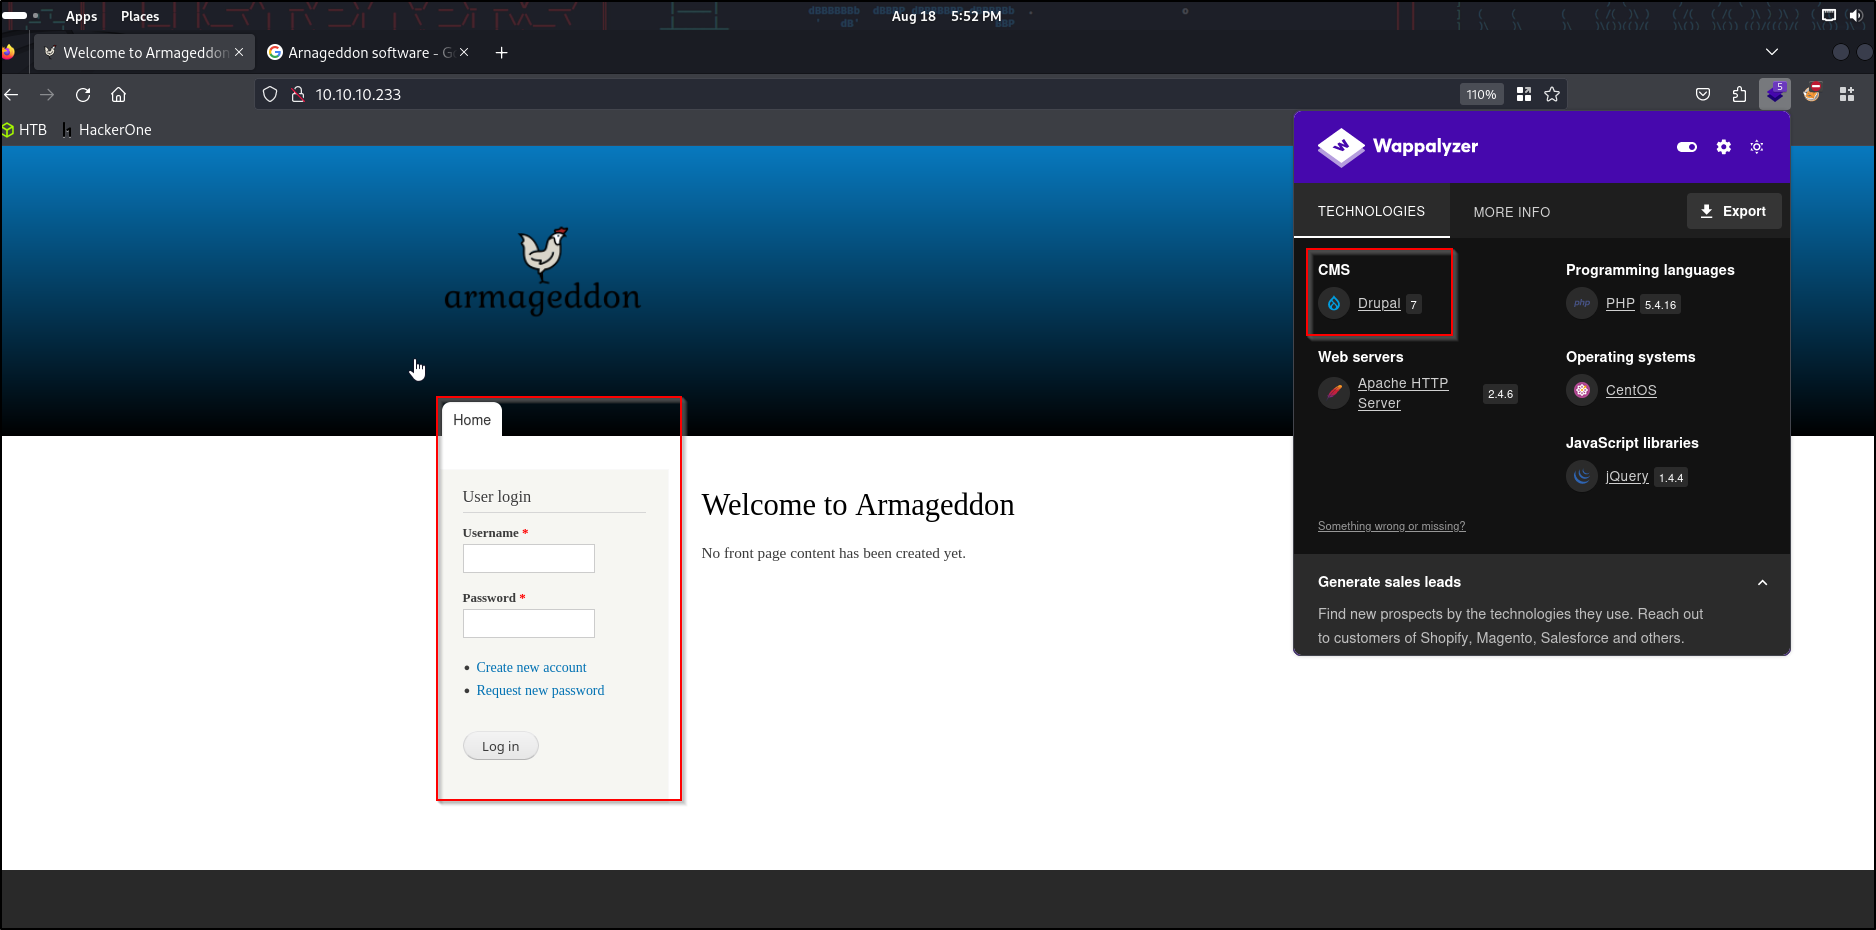 Apps Places Aug 18 5:52 PM
Welcome to Armageddon Arnageddon software - G
10.10.10.233 110% 5
HTB HackerOne
Wappalyzer
TECHNOLOGIES MORE INFO Export
armageddon
CMS
Drupal 7
Programming languages
php PHP 5.4.16
Web servers
Apache HTTP Server 2.4.6
Operating systems
CentOS
JavaScript libraries
jQuery 1.4.4
Something wrong or missing?
Generate sales leads
Find new prospects by the technologies they use. Reach out
to customers of Shopify, Magento, Salesforce and others.
Home
User login
Username *
Password *
Create new account
Request new password
Log in
Welcome to Armageddon
No front page content has been created yet.